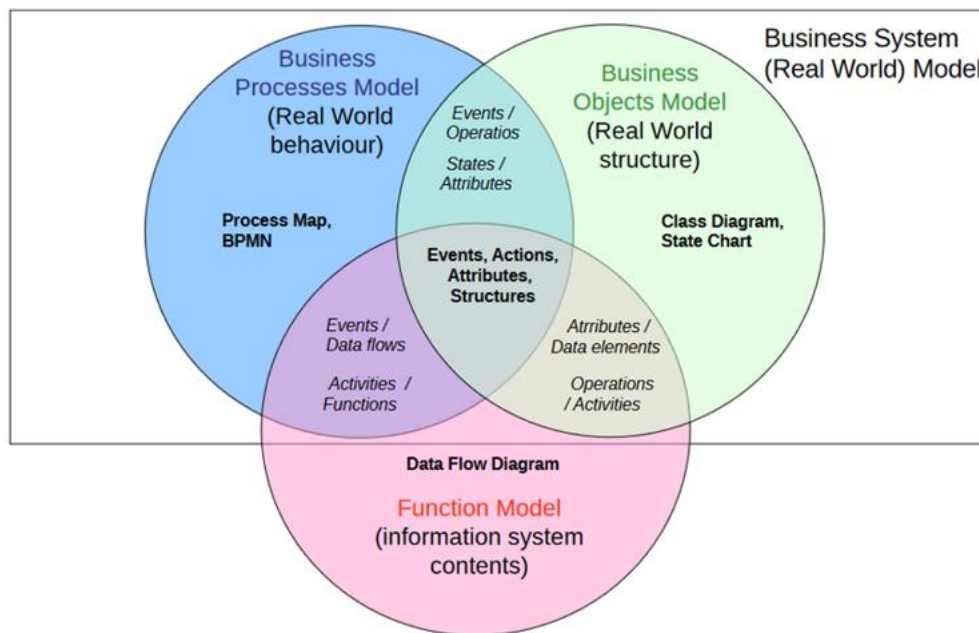 Business System
(Real World) Model
Business
Processes Model
(Real World
behaviour)
Process Map,
BPMN
Events /
Operatios
States /
Attributes
Business
Objects Model
(Real World
structure)
Class Diagram,
State Chart
Events, Actions,
Attributes,
Structures
Events /
Data flows
Activities /
Functions
Atrributes /
Data elements
Operations
/ Activities
Data Flow Diagram
Function Model
(information system
contents)